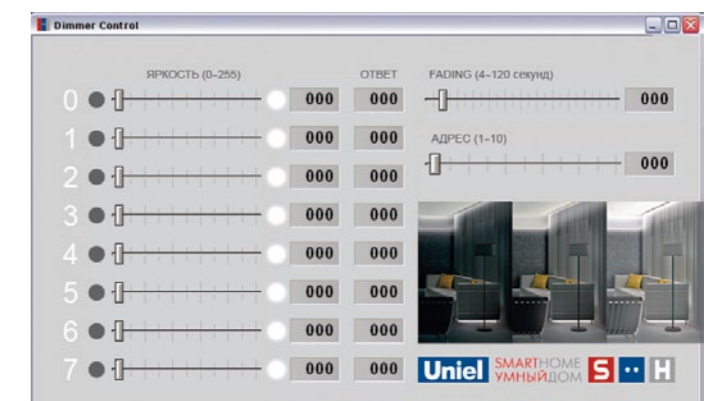 Dimmer Control
ЯРКОСТЬ (0-255) ОТВЕТ
0 000 000
1 000 000
2 000 000
3 000 000
4 000 000
5 000 000
6 000 000
7 000 000
FADING (4-120 секунд)
000
АДРЕС (1-10)
000
Uniel SMARTHOME S H
УМНЫЙДОМ